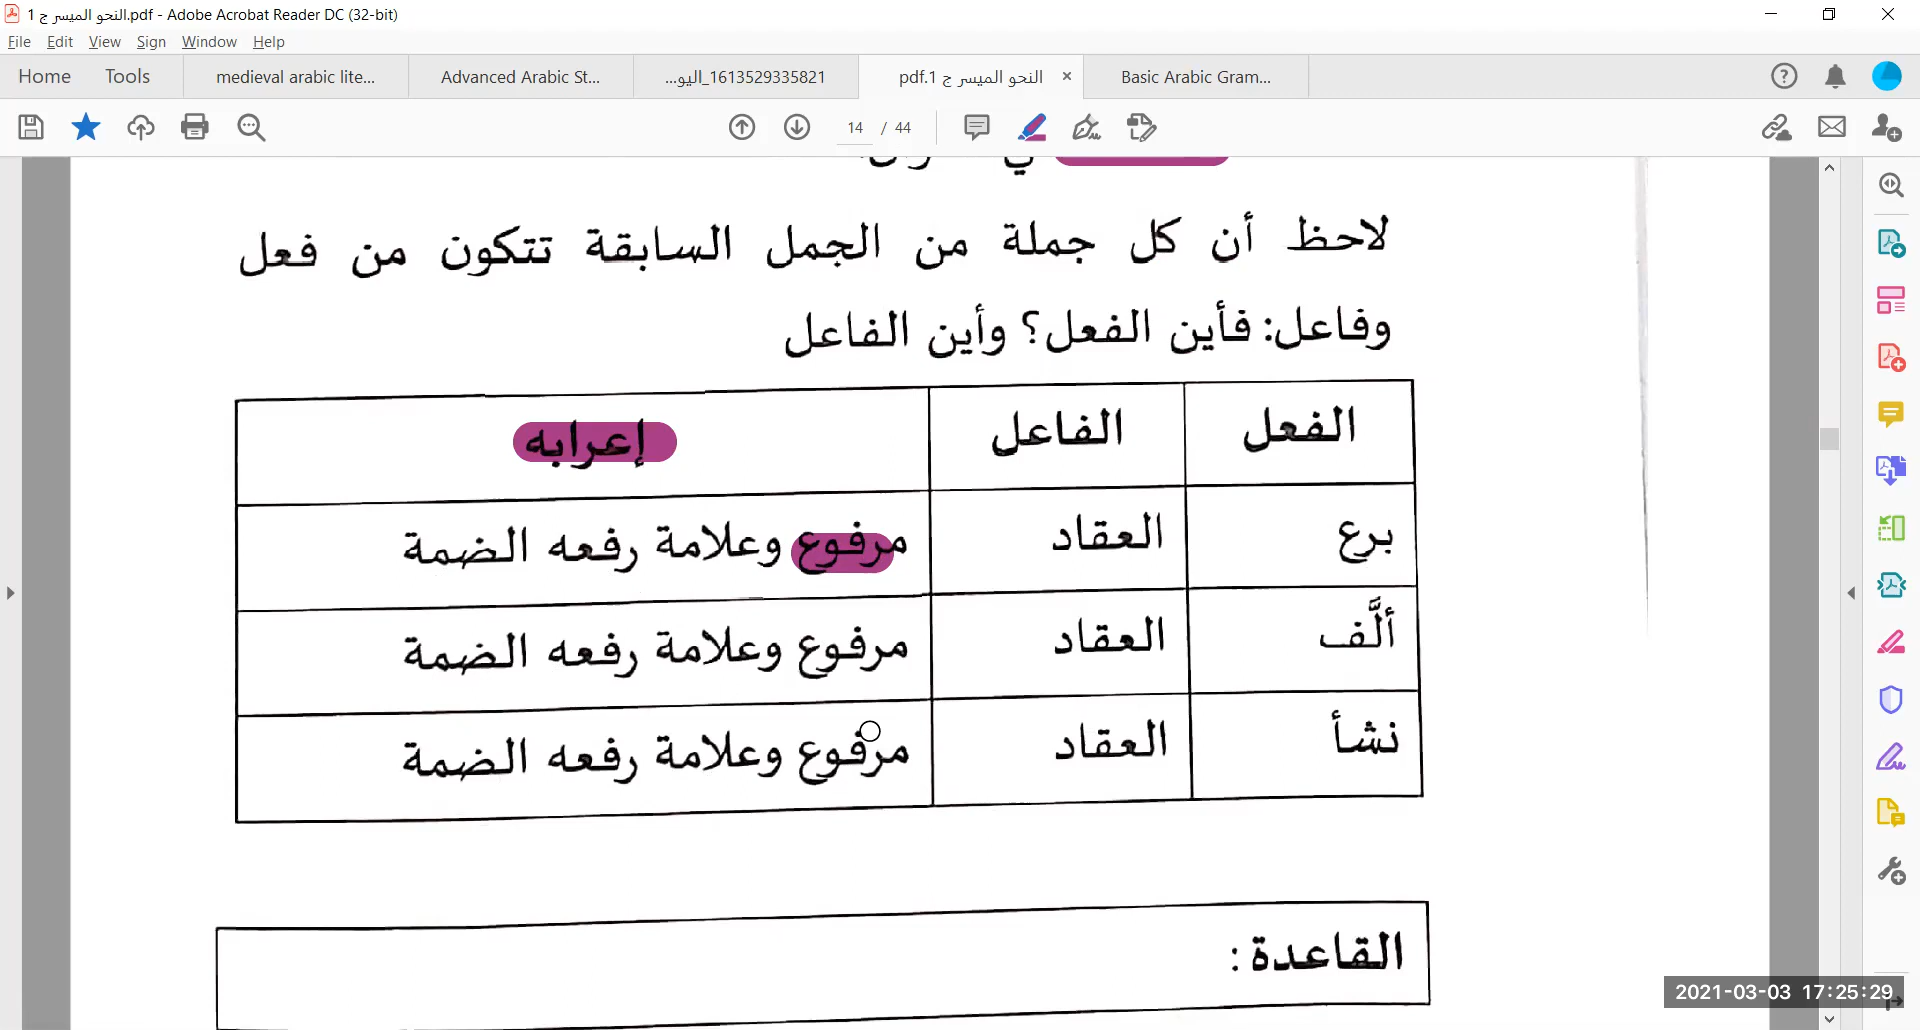 النحو الميسر ج 1.pdf - Adobe Acrobat Reader DC (32-bit)
File Edit View Sign Window Help
Home Tools medieval arabic lite... Advanced Arabic St... ...اليو_1613529335821 النحو الميسر ج 1.pdf × Basic Arabic Gram...
14 / 44
لاحظ أن كل جملة من الجمل السابقة تتكون من فعل
وفاعل: فأين الفعل؟ وأين الفاعل
الفعل الفاعل إعرابه
برع العقاد مرفوع وعلامة رفعه الضمة
ألَّف العقاد مرفوع وعلامة رفعه الضمة
نشأ العقاد مرفوع وعلامة رفعه الضمة
القاعدة :
2021-03-03 17:25:29